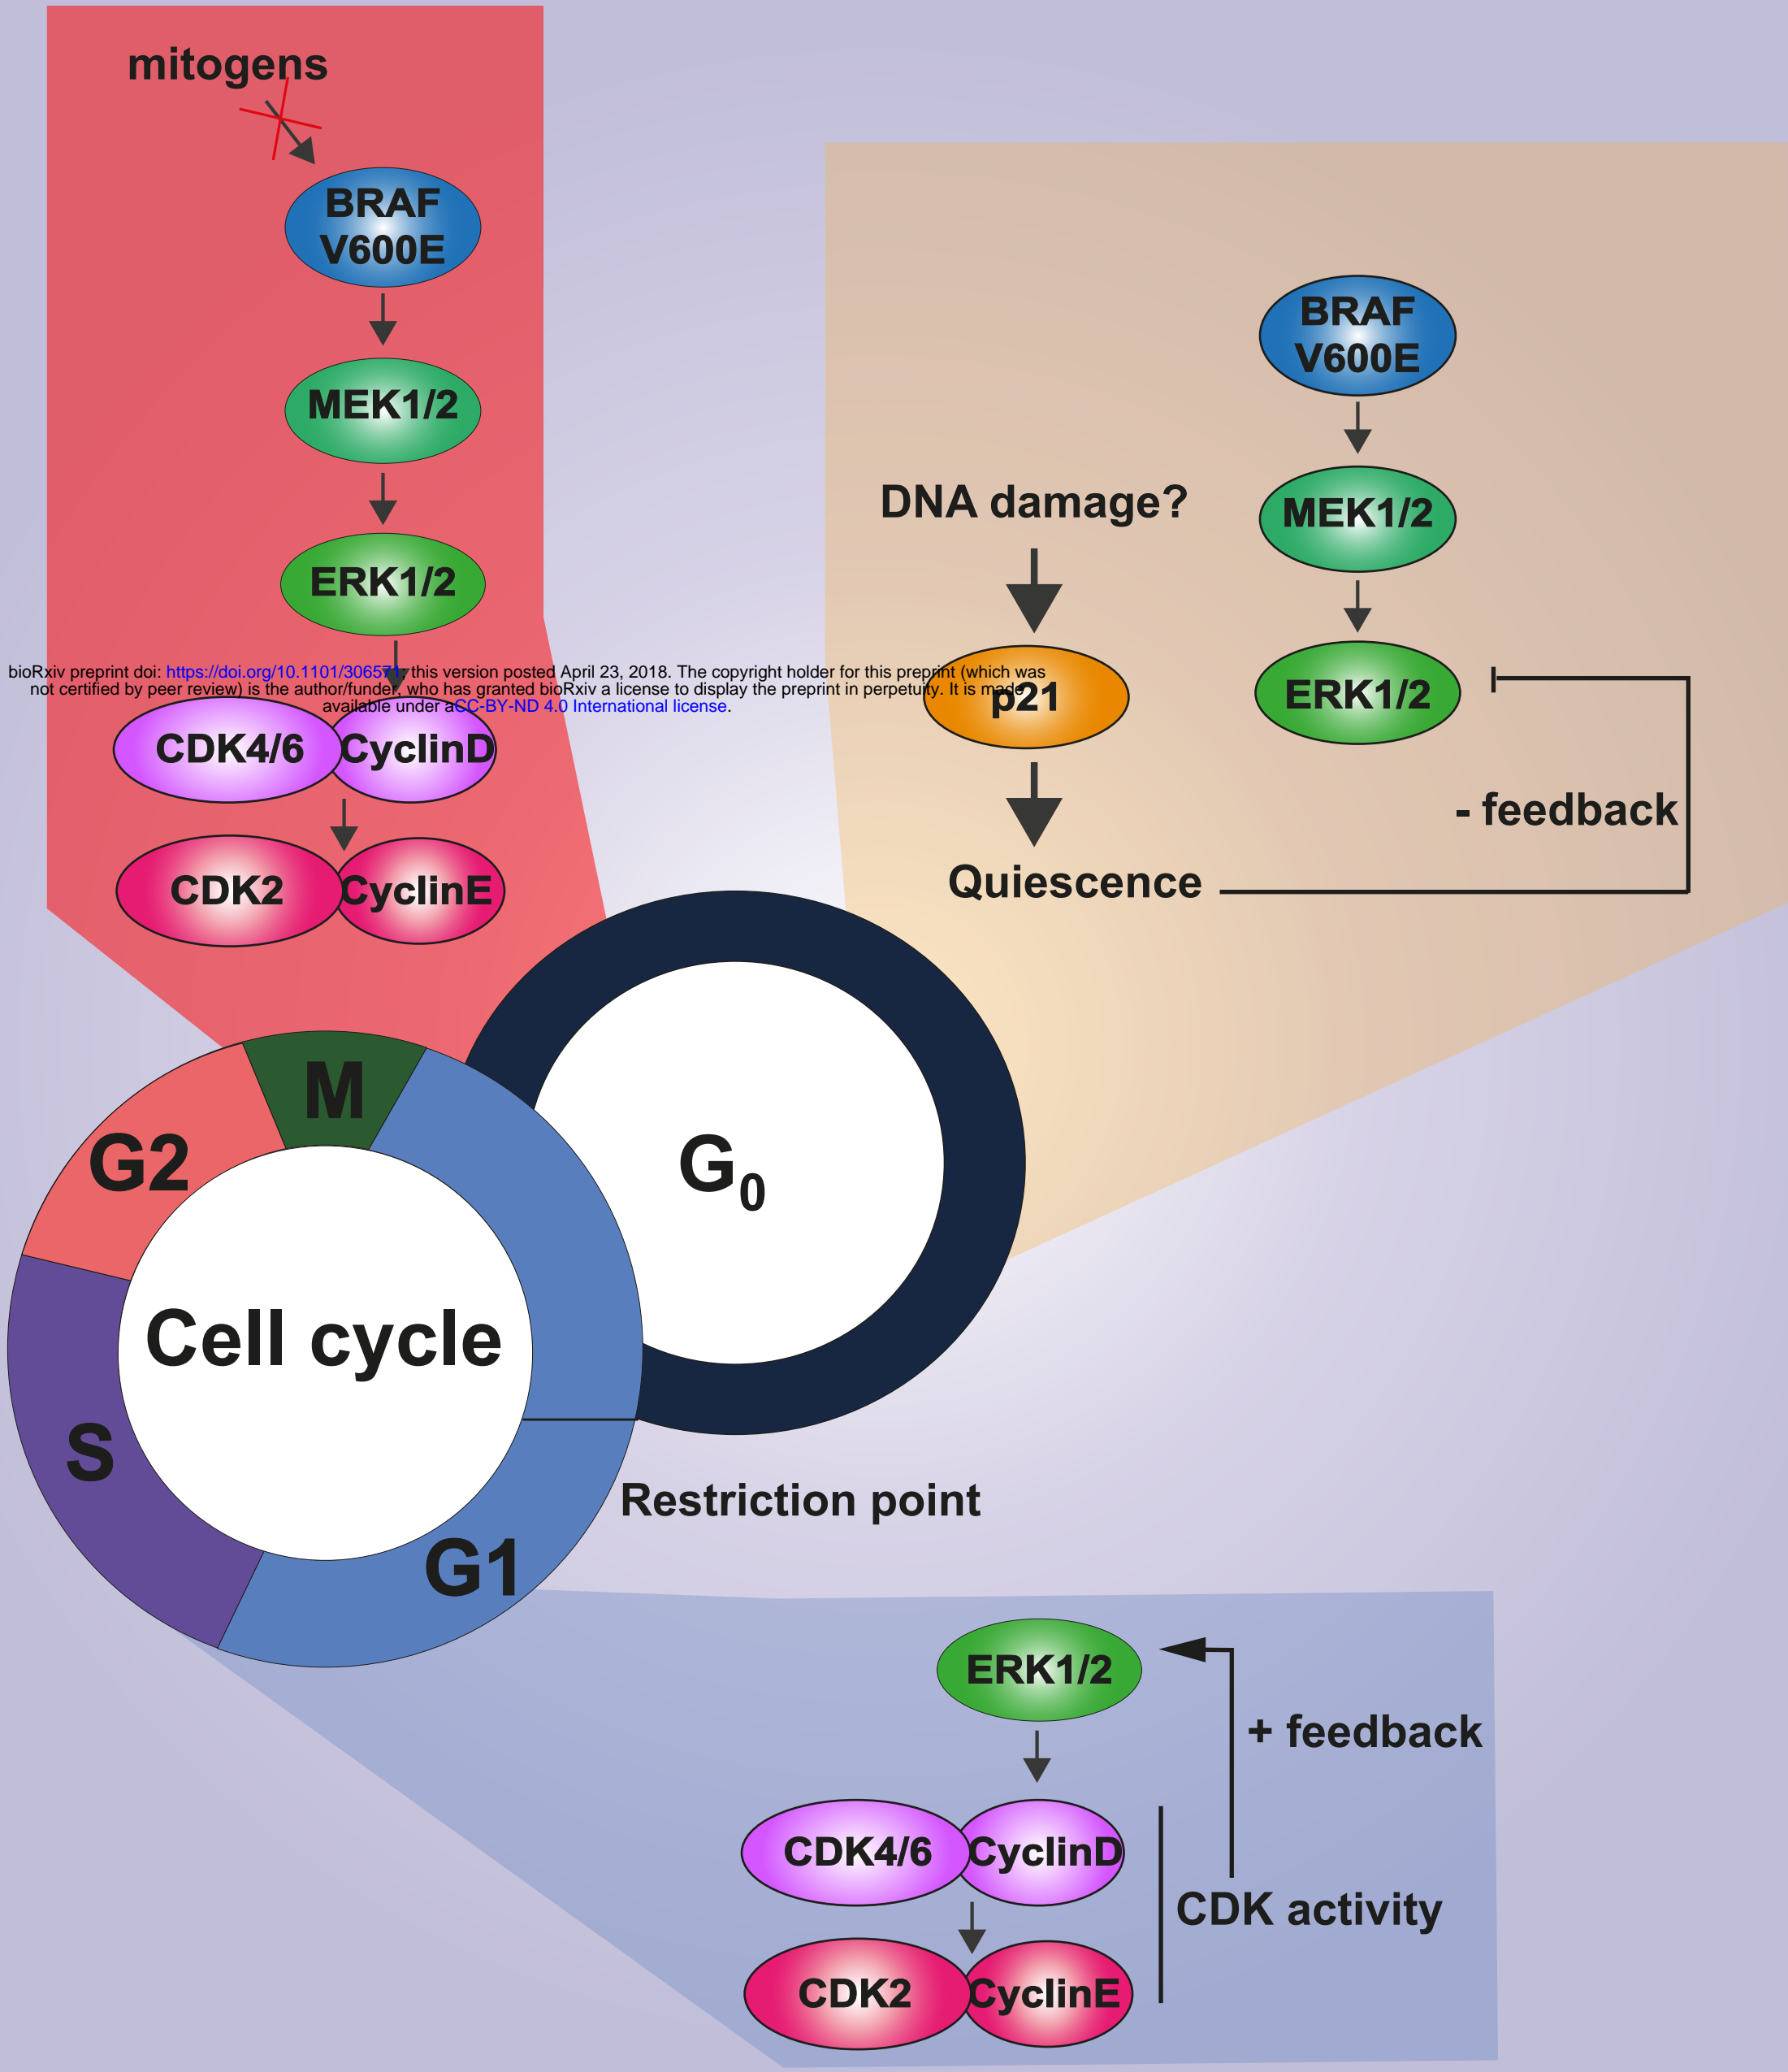 mitogens
BRAF
V600E
MEK1/2
ERK1/2
bioRxiv preprint doi: https://doi.org/10.1101/306571; this version posted April 23, 2018. The copyright holder for this preprint (which was
not certified by peer review) is the author/funder, who has granted bioRxiv a license to display the preprint in perpetuity. It is made
available under aCC-BY-ND 4.0 International license.
CDK4/6 CyclinD
CDK2 CyclinE
BRAF
V600E
DNA damage?
MEK1/2
p21
ERK1/2
- feedback
Quiescence
M
G2
G0
Cell cycle
S
Restriction point
G1
ERK1/2
+ feedback
CDK4/6 CyclinD
CDK activity
CDK2 CyclinE